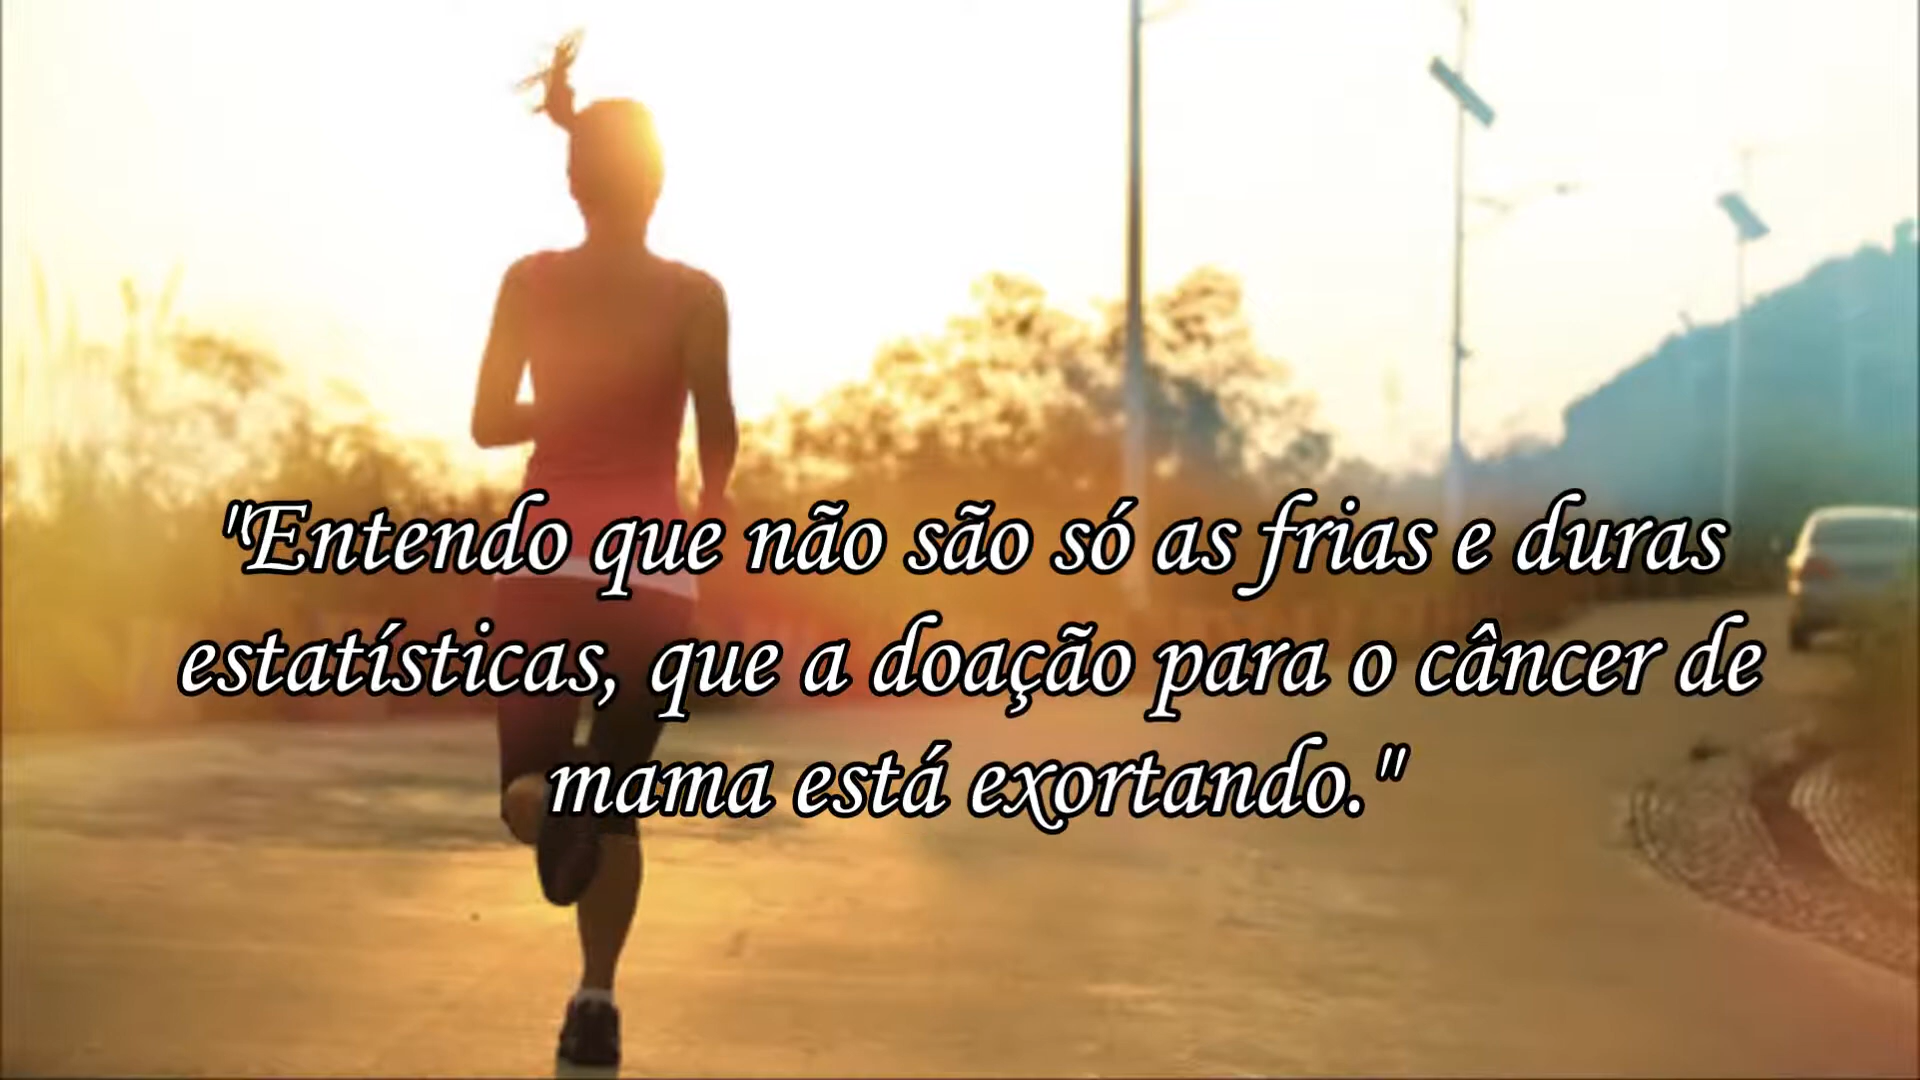 "Entendo que não são só as frias e duras
estatísticas, que a doação para o câncer de
mama está exortando."